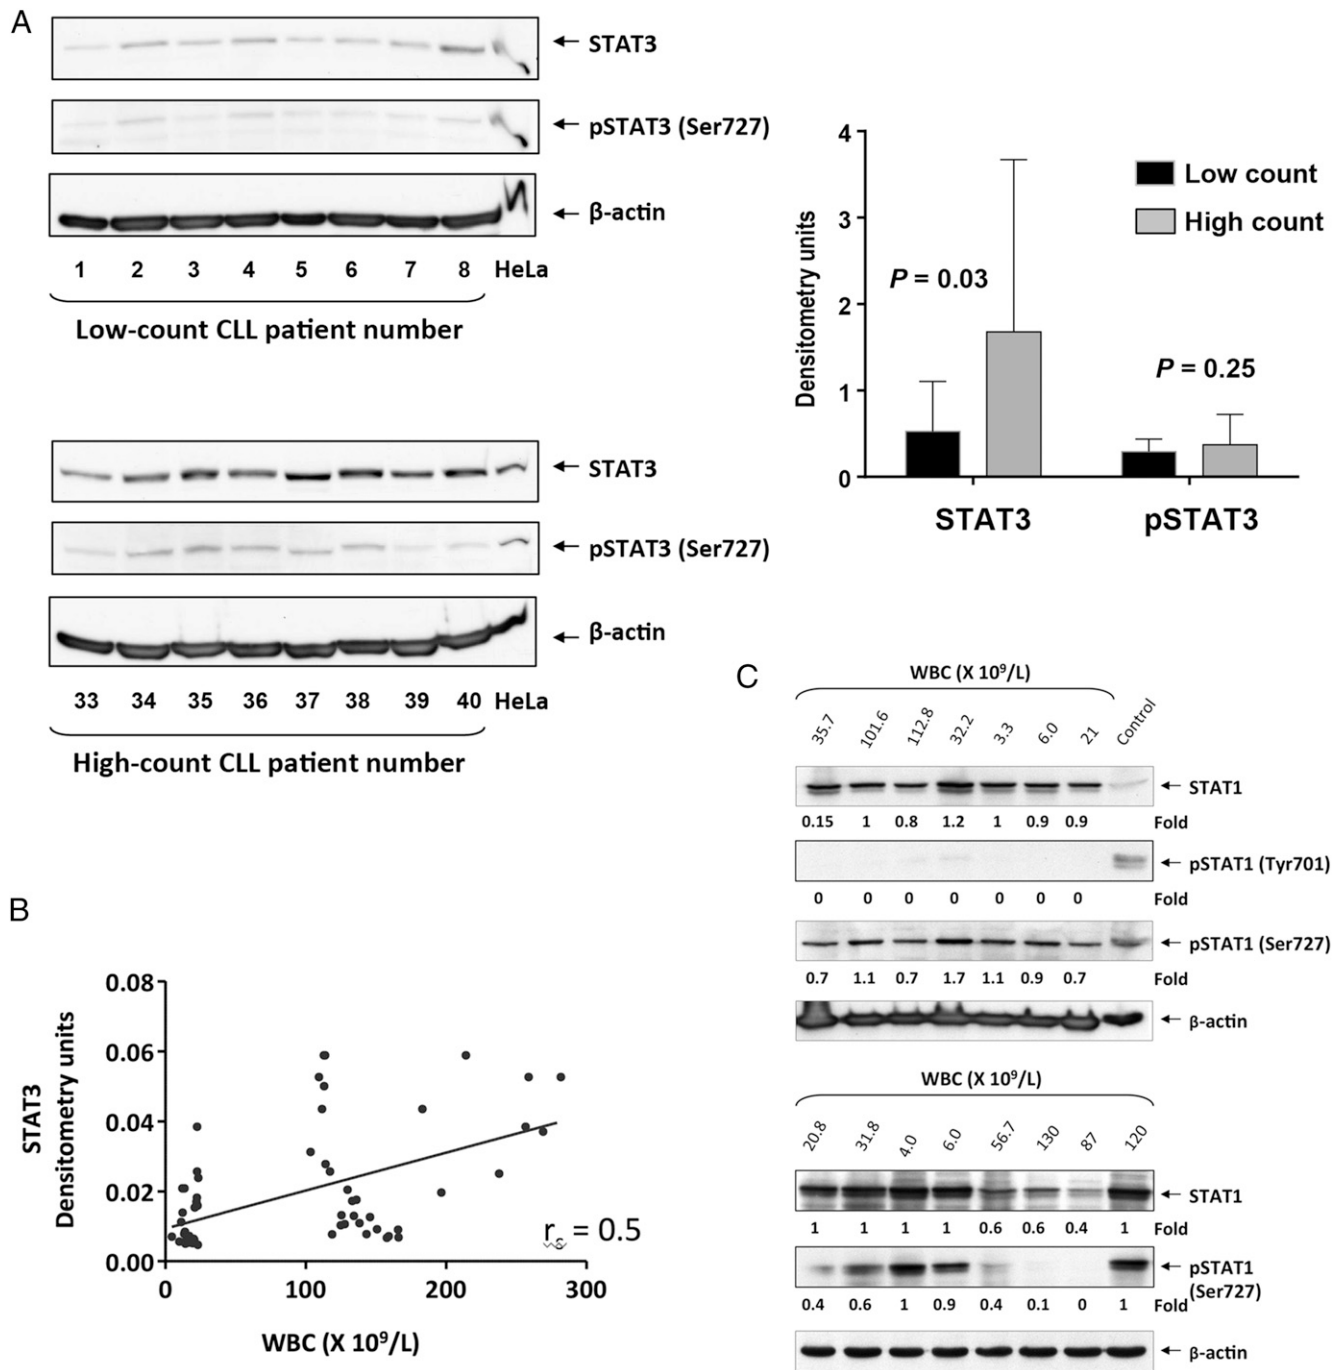 A
STAT3
pSTAT3 (Ser727)
β-actin
1 2 3 4 5 6 7 8 HeLa
Low-count CLL patient number
STAT3
pSTAT3 (Ser727)
β-actin
33 34 35 36 37 38 39 40 HeLa
High-count CLL patient number
Densitometry units
4
3
2
1
0
Low count
High count
P = 0.03
P = 0.25
STAT3 pSTAT3
B
STAT3
Densitometry units
0.08
0.06
0.04
0.02
0.00
0 100 200 300
rs = 0.5
WBC (X 10⁹/L)
C
WBC (X 10⁹/L)
35.7 101.6 112.8 32.2 3.3 6.0 21 Control
STAT1
0.15 1 0.8 1.2 1 0.9 0.9 Fold
pSTAT1 (Tyr701)
0 0 0 0 0 0 0 Fold
pSTAT1 (Ser727)
0.7 1.1 0.7 1.7 1.1 0.9 0.7 Fold
β-actin
WBC (X 10⁹/L)
20.8 31.8 4.0 6.0 56.7 130 87 120
STAT1
1 1 1 1 0.6 0.6 0.4 1 Fold
pSTAT1
(Ser727)
0.4 0.6 1 0.9 0.4 0.1 0 1 Fold
β-actin